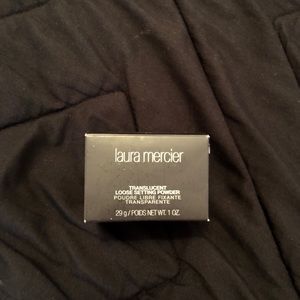 laura mercier
TRANSLUCENT
LOOSE SETTING POWDER
POUDRE LIBRE FIXANTE
TRANSPARENTE
29 g / POIDS NET WT. 1 OZ.